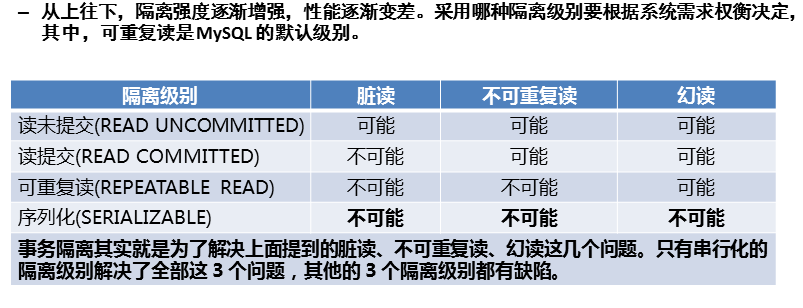 – 从上往下，隔离强度逐渐增强，性能逐渐变差。采用哪种隔离级别要根据系统需求权衡决定，
其中，可重复读是MySQL 的默认级别。
隔离级别 脏读 不可重复读 幻读
读未提交(READ UNCOMMITTED) 可能 可能 可能
读提交(READ COMMITTED) 不可能 可能 可能
可重复读(REPEATABLE READ) 不可能 不可能 可能
序列化(SERIALIZABLE) 不可能 不可能 不可能
事务隔离其实就是为了解决上面提到的脏读、不可重复读、幻读这几个问题。只有串行化的
隔离级别解决了全部这 3 个问题，其他的 3 个隔离级别都有缺陷。